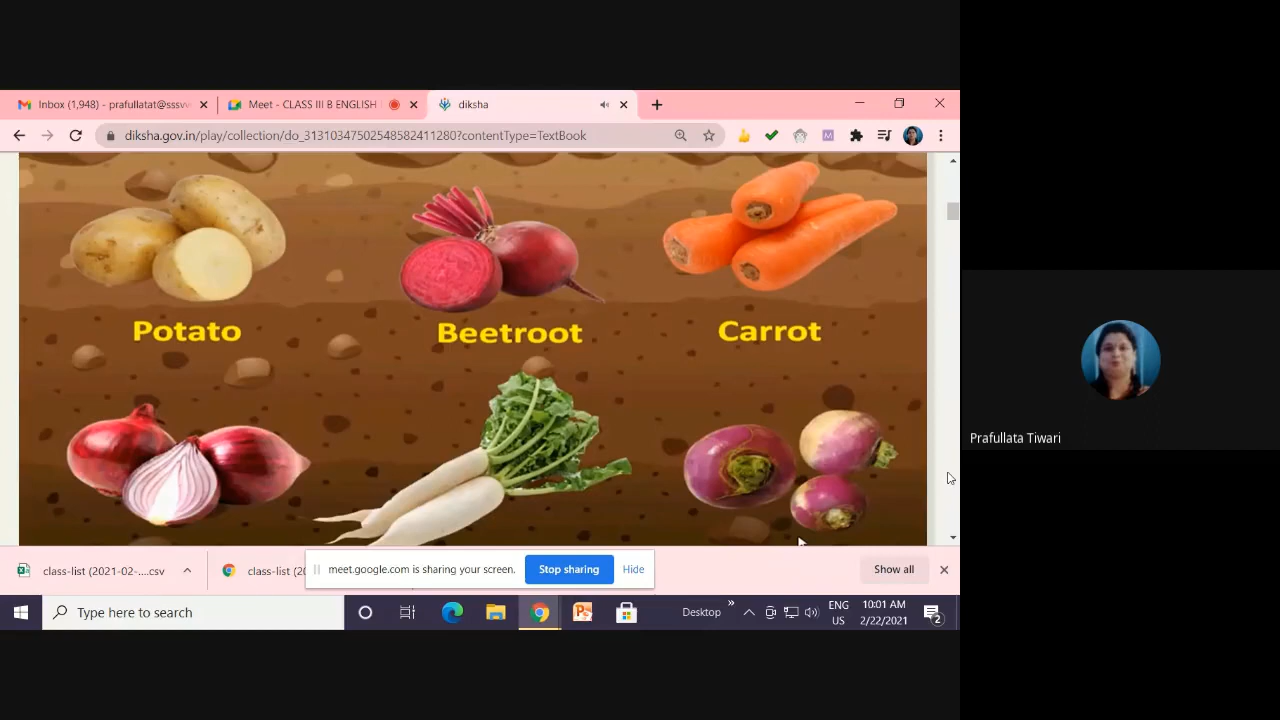 Inbox (1,948) - prafullatat@sssvv
Meet - CLASS III B ENGLISH
diksha
diksha.gov.in/play/collection/do_31310347502548582411280?contentType=TextBook
Potato
Beetroot
Carrot
Prafullata Tiwari
class-list (2021-02-....csv
class-list (20
meet.google.com is sharing your screen.
Stop sharing
Hide
Show all
Type here to search
Desktop
ENG
US
10:01 AM
2/22/2021
2